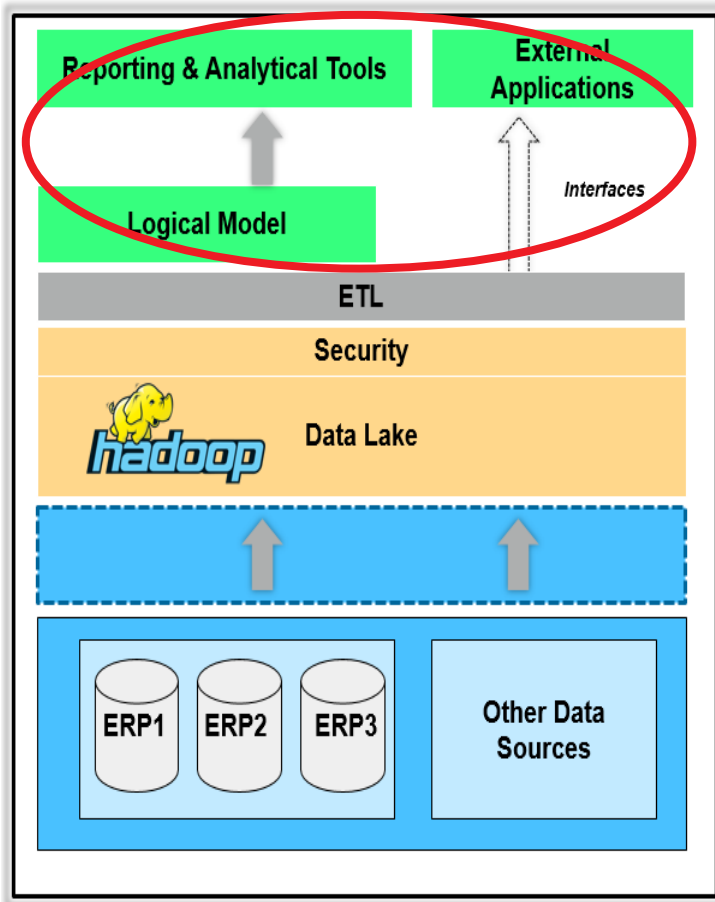 Reporting & Analytical Tools
External
Applications
Interfaces
Logical Model
ETL
Security
hadoop
Data Lake
ERP1
ERP2
ERP3
Other Data
Sources